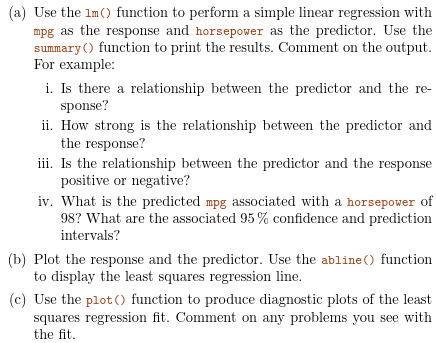 (a) Use the lm() function to perform a simple linear regression with
mpg as the response and horsepower as the predictor. Use the
summary() function to print the results. Comment on the output.
For example:
i. Is there a relationship between the predictor and the re-
sponse?
ii. How strong is the relationship between the predictor and
the response?
iii. Is the relationship between the predictor and the response
positive or negative?
iv. What is the predicted mpg associated with a horsepower of
98? What are the associated 95 % confidence and prediction
intervals?
(b) Plot the response and the predictor. Use the abline() function
to display the least squares regression line.
(c) Use the plot() function to produce diagnostic plots of the least
squares regression fit. Comment on any problems you see with
the fit.